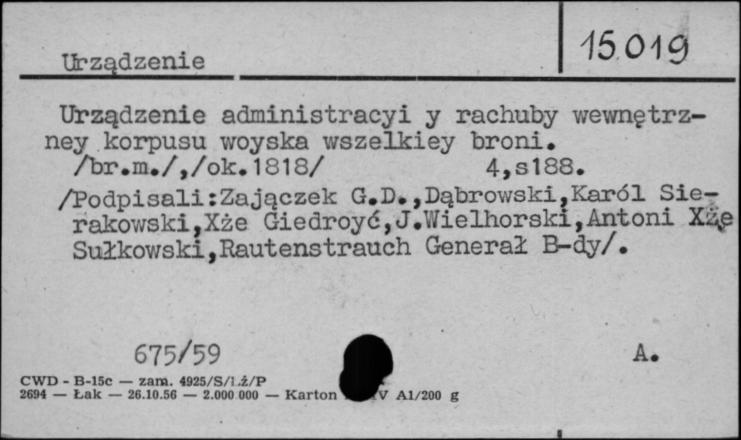 15019
Urządzenie
Urządzenie administracyi y rachuby wewnętrz-
ney korpusu woyska wszelkiey broni.
/br.m./,/ok.1818/ 4,s188.
/Podpisali:Zajączek G.D.,Dąbrowski,Karól Sie-
rakowski,Xże Giedroyć,J.Wielhorski,Antoni Xże
Sułkowski,Rautenstrauch Generał B-dy/.
675/59 A.
CWD - B-15c — zam. 4925/S/Lż/P
2694 — Łak — 26.10.56 — 2.000 000 — Karton V A1/200 g